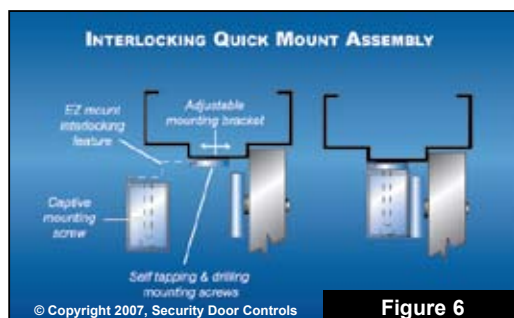 INTERLOCKING QUICK MOUNT ASSEMBLY
EZ mount
interlocking
feature
Adjustable
mounting bracket
Captive
mounting
screw
Self tapping & drilling
mounting screws
© Copyright 2007, Security Door Controls
Figure 6